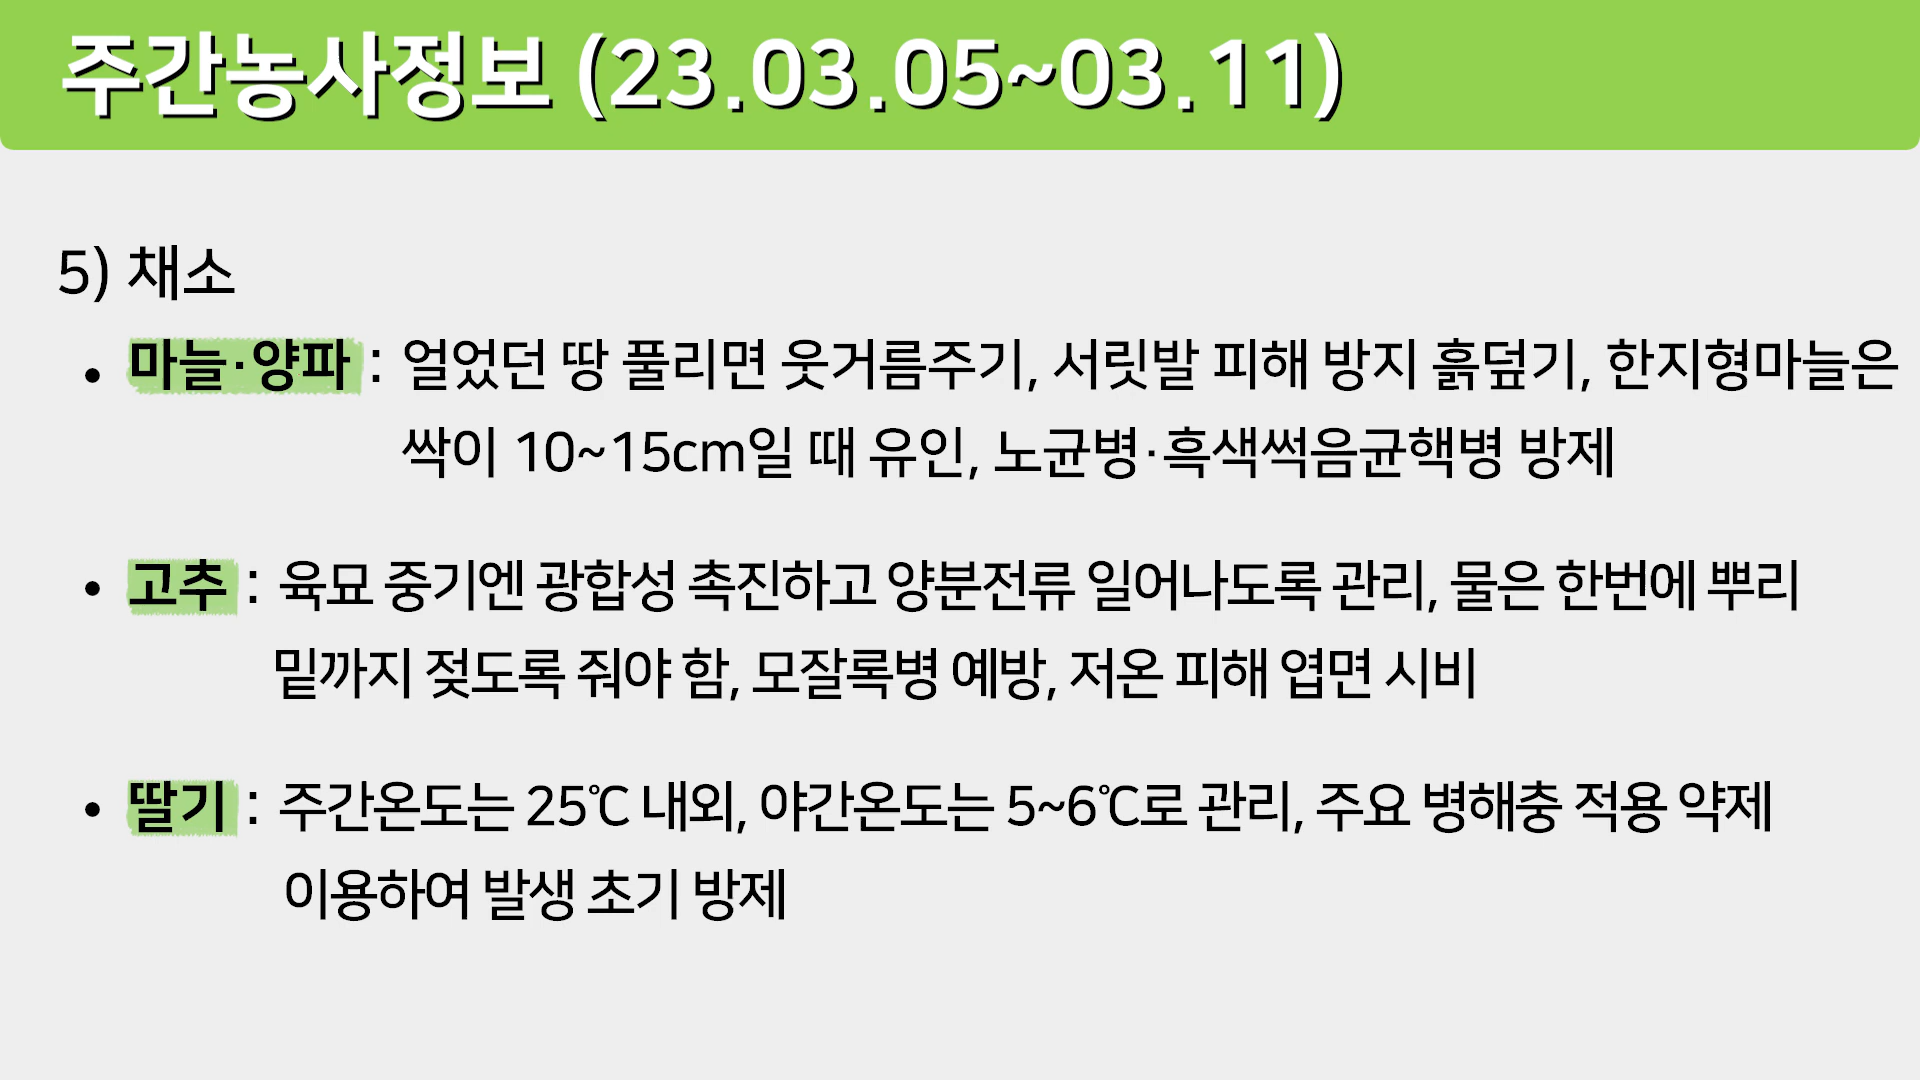 주간농사정보 (23.03.05~03.11)
5) 채소
• 마늘·양파 : 얼었던 땅 풀리면 웃거름주기, 서릿발 피해 방지 흙덮기, 한지형마늘은
싹이 10~15cm일 때 유인, 노균병·흑색썩음균핵병 방제
• 고추 : 육묘 중기엔 광합성 촉진하고 양분전류 일어나도록 관리, 물은 한번에 뿌리
밑까지 젖도록 줘야 함, 모잘록병 예방, 저온 피해 엽면 시비
• 딸기 : 주간온도는 25℃ 내외, 야간온도는 5~6℃로 관리, 주요 병해충 적용 약제
이용하여 발생 초기 방제